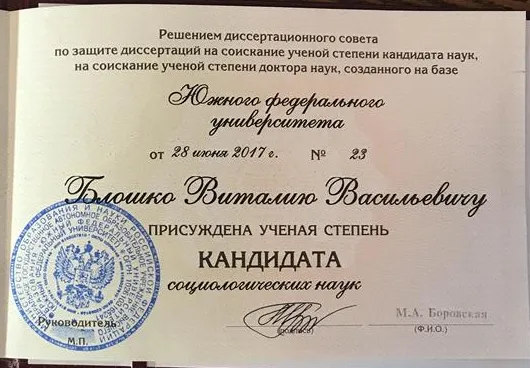 Решением диссертационного совета
по защите диссертаций на соискание ученой степени кандидата наук,
на соискание ученой степени доктора наук, созданного на базе
Южного федерального
университета
от 28 июня 2017 г. № 23
Блошко Виталию Васильевичу
ПРИСУЖДЕНА УЧЕНАЯ СТЕПЕНЬ
КАНДИДАТА
социологических наук
Руководитель
М.П.
(подпись)
М.А. Боровская
(Ф.И.О.)